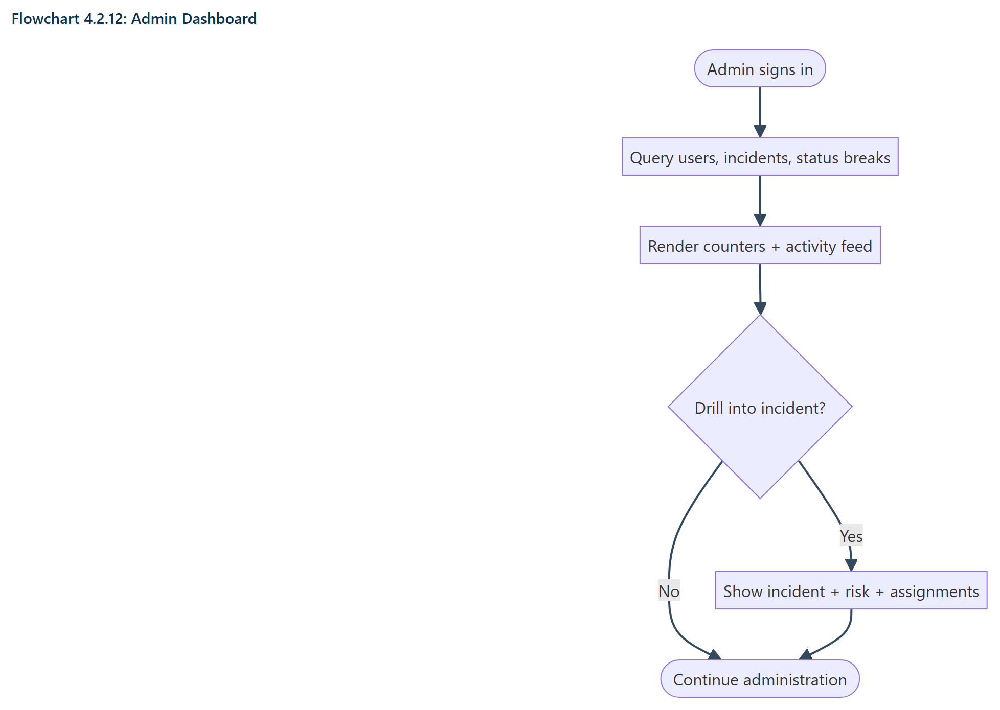 Flowchart 4.2.12: Admin Dashboard
Admin signs in
Query users, incidents, status breaks
Render counters + activity feed
Drill into incident?
Yes
No
Show incident + risk + assignments
Continue administration